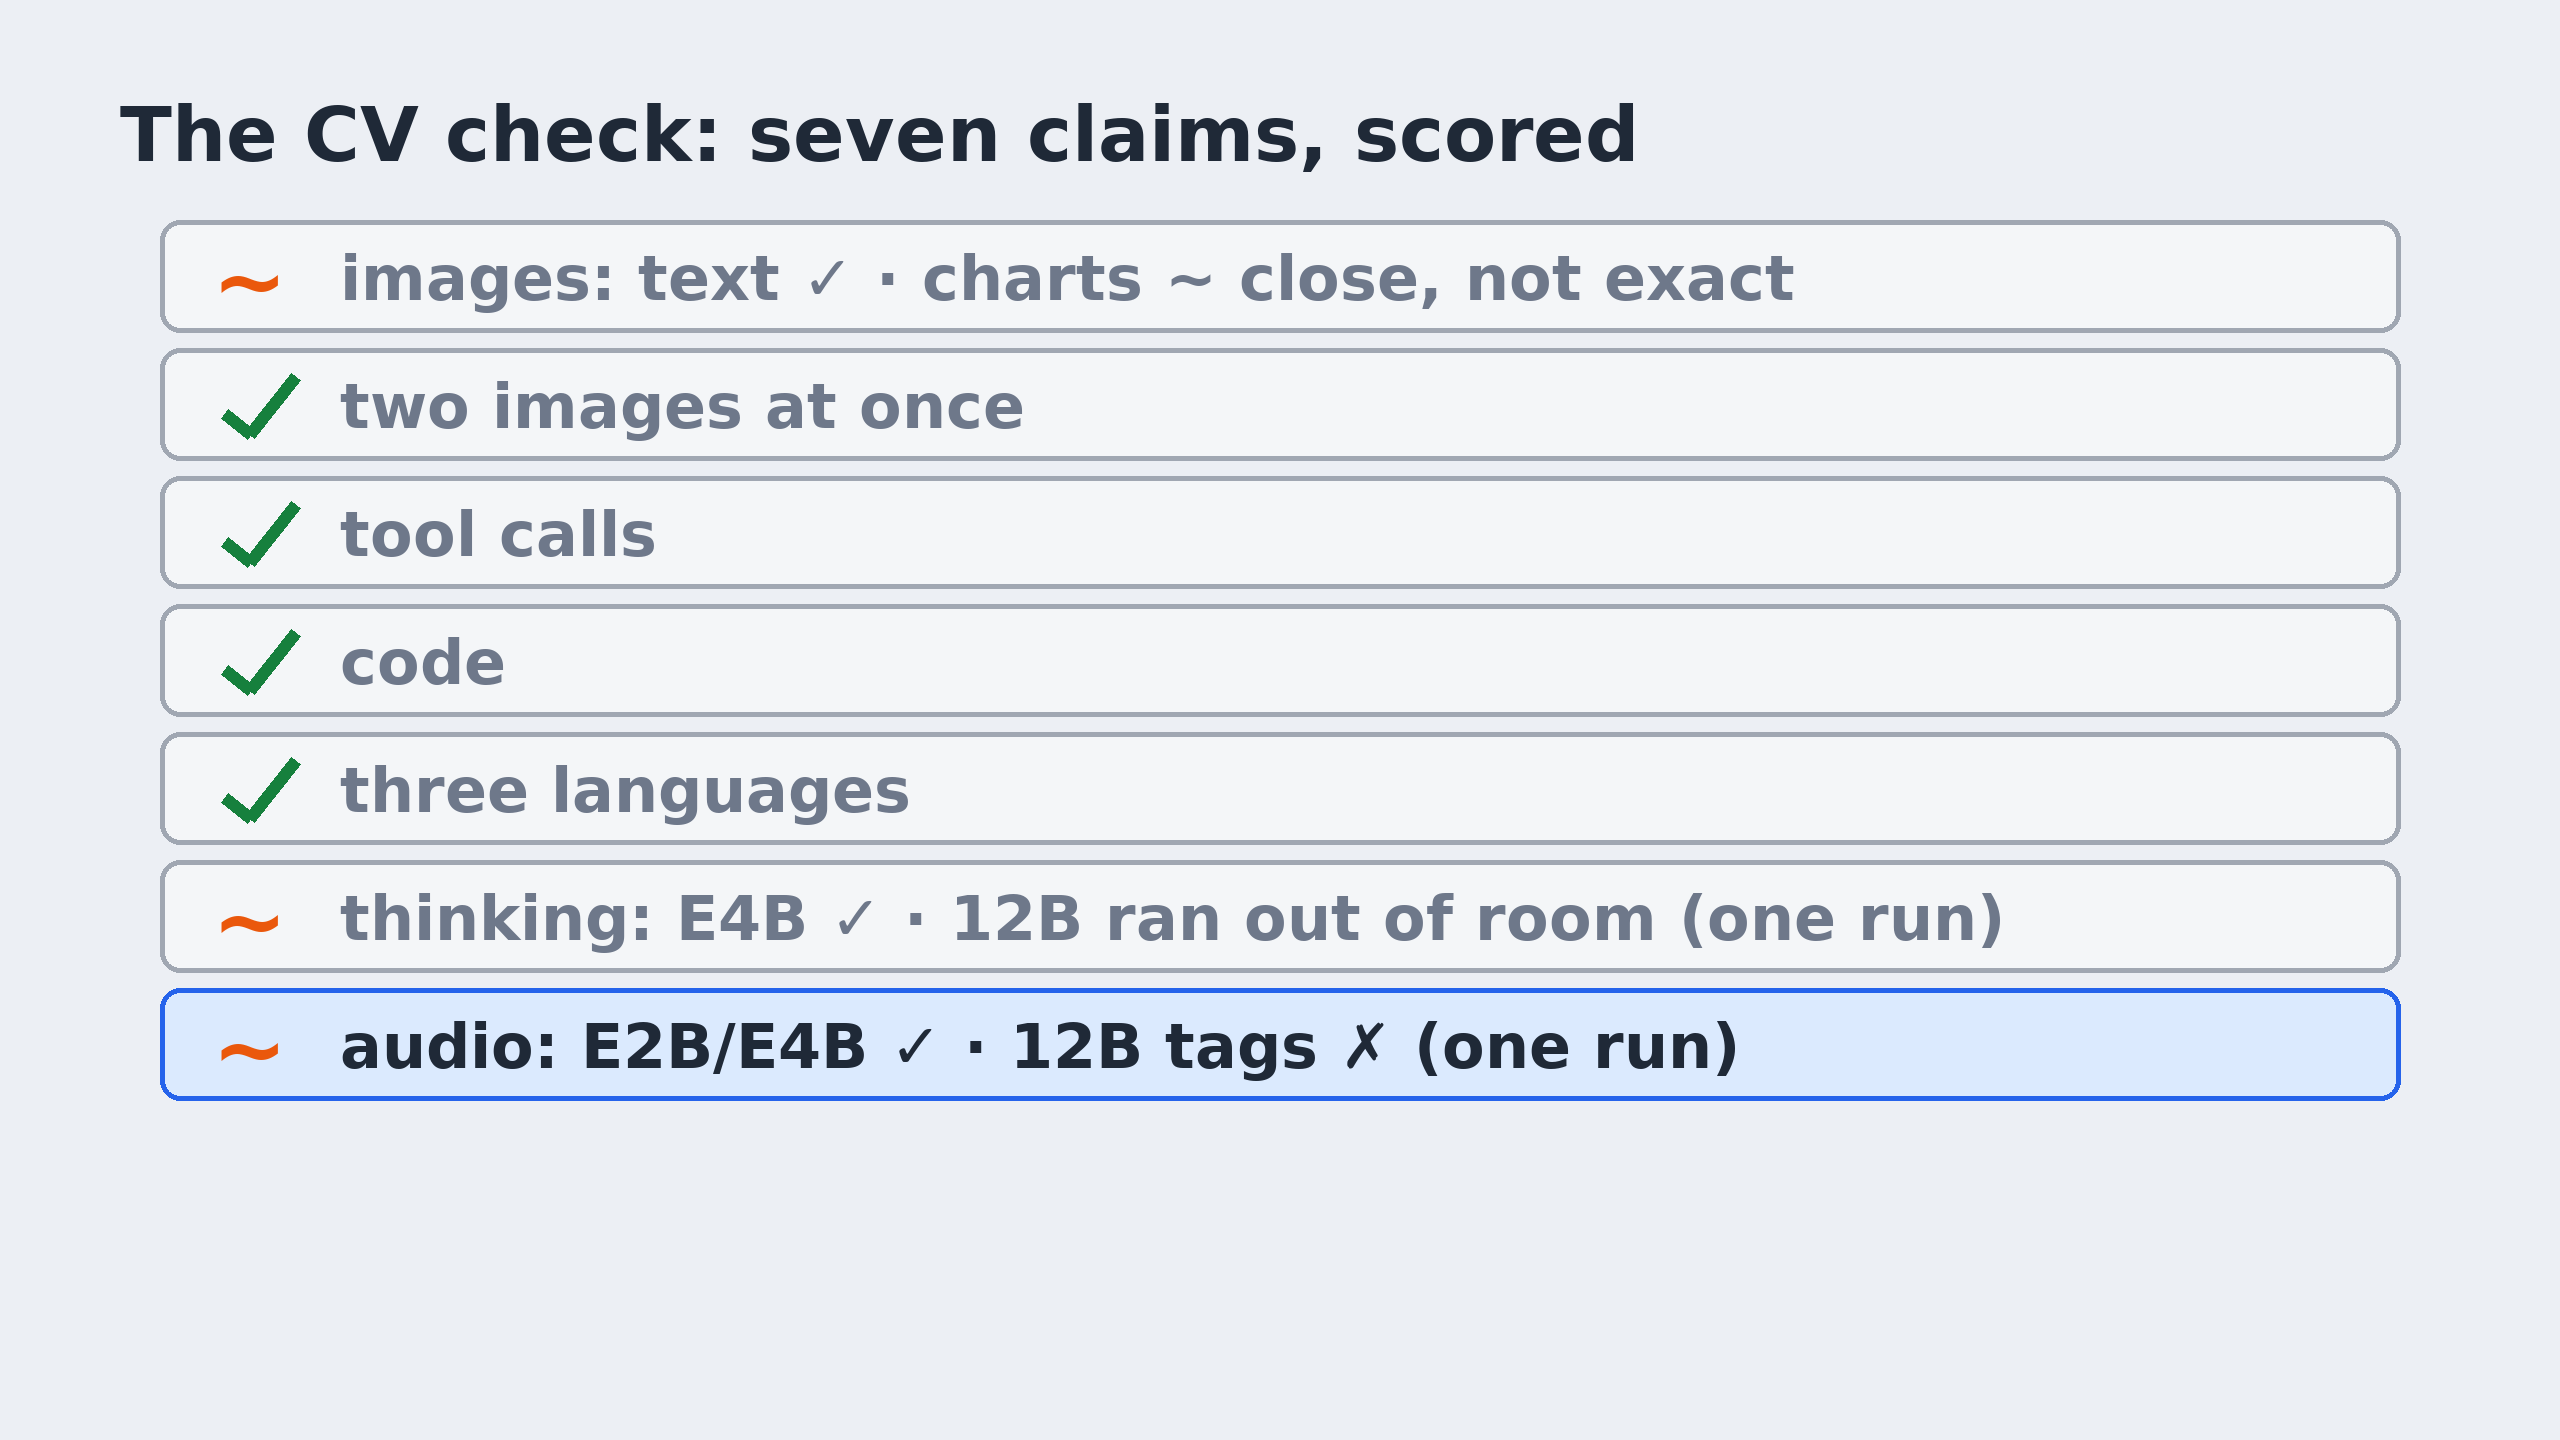 The CV check: seven claims, scored
~ images: text ✓ · charts ~ close, not exact
✓ two images at once
✓ tool calls
✓ code
✓ three languages
~ thinking: E4B ✓ · 12B ran out of room (one run)
~ audio: E2B/E4B ✓ · 12B tags ✗ (one run)